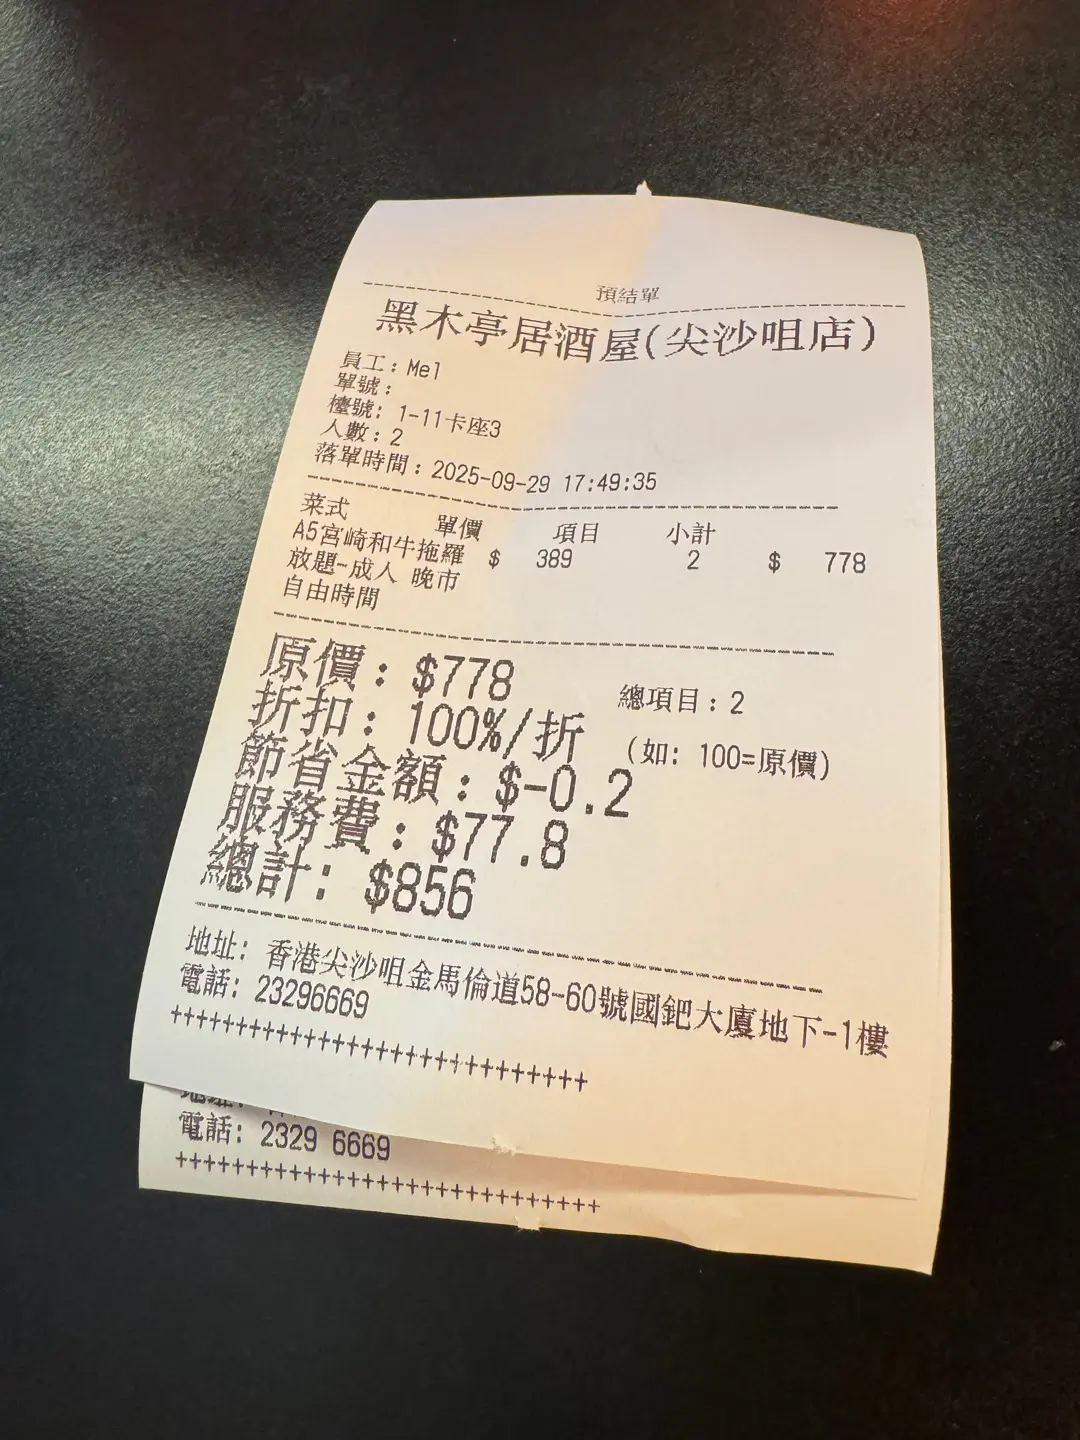 預結單
黑木亭居酒屋(尖沙咀店)
員工:Mel
單號:
檯號: 1-11卡座3
人數:2
落單時間:2025-09-29 17:49:35
菜式 單價 項目 小計
A5宮崎和牛拖羅 $ 389 2 $ 778
放題-成人 晚市
自由時間
原價:$778 總項目:2
折扣:100%/折 (如: 100=原價)
節省金額:$-0.2
服務費:$77.8
總計: $856
地址: 香港尖沙咀金馬倫道58-60號國鈀大廈地下-1樓
電話: 23296669
++++++++++++++++++++++++++++
電話: 2329 6669
++++++++++++++++++++++++++++